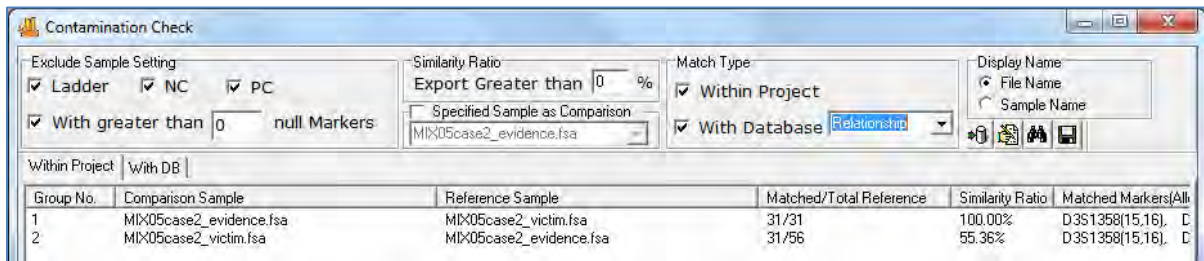 Contamination Check
Exclude Sample Setting
Ladder NC PC
With greater than 0 null Markers
Similarity Ratio
Export Greater than 0 %
Specified Sample as Comparison
MIX05case2_evidence.fsa
Match Type
Within Project
With Database Relationship
Display Name
File Name
Sample Name
Within Project With DB
Group No. Comparison Sample Reference Sample Matched/Total Reference Similarity Ratio Matched Markers(Alle
1 MIX05case2_evidence.fsa MIX05case2_victim.fsa 31/31 100.00% D3S1358(15,16), D
2 MIX05case2_victim.fsa MIX05case2_evidence.fsa 31/56 55.36% D3S1358(15,16), D